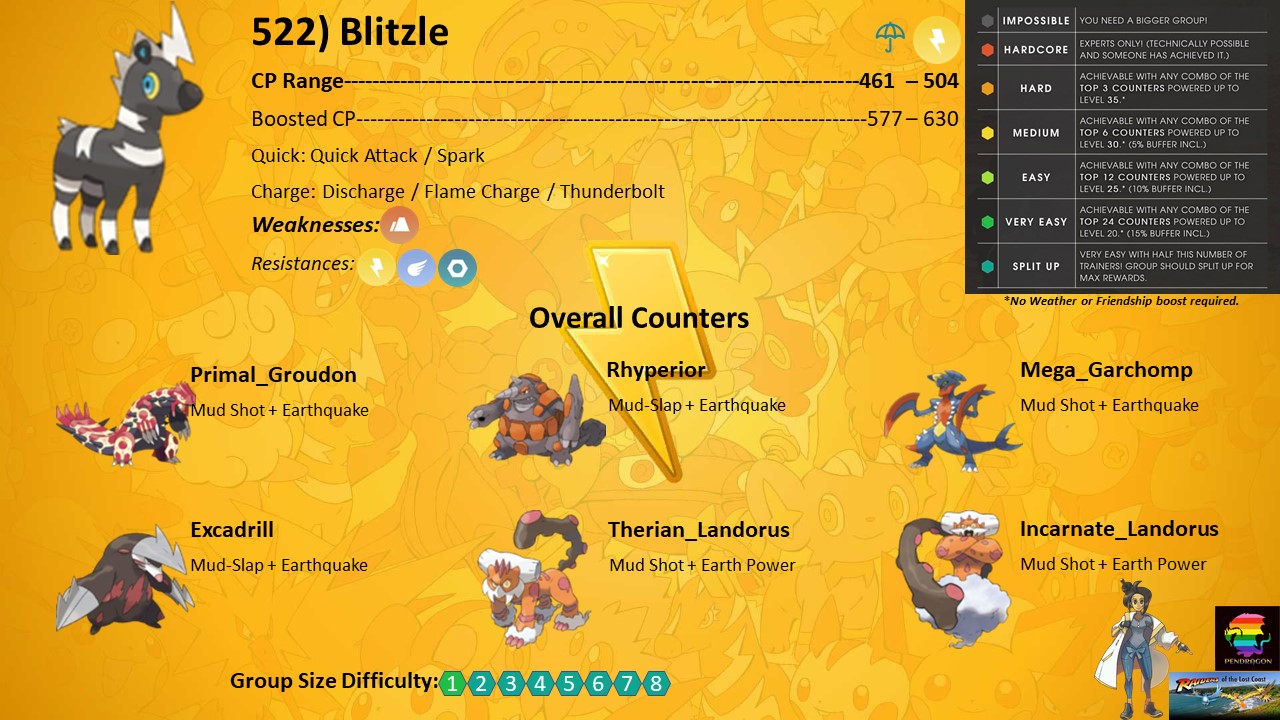 522) Blitzle
CP Range---461 – 504
Boosted CP---577 – 630
Quick: Quick Attack / Spark
Charge: Discharge / Flame Charge / Thunderbolt
Weaknesses:
Resistances:
IMPOSSIBLE YOU NEED A BIGGER GROUP!
HARDCORE EXPERTS ONLY! (TECHNICALLY POSSIBLE
AND SOMEONE HAS ACHIEVED IT.)
HARD ACHIEVABLE WITH ANY COMBO OF THE
TOP 3 COUNTERS POWERED UP TO
LEVEL 35.*
MEDIUM ACHIEVABLE WITH ANY COMBO OF THE
TOP 6 COUNTERS POWERED UP TO
LEVEL 30.* (5% BUFFER INCL.)
EASY ACHIEVABLE WITH ANY COMBO OF THE
TOP 12 COUNTERS POWERED UP TO
LEVEL 25.* (10% BUFFER INCL.)
VERY EASY ACHIEVABLE WITH ANY COMBO OF THE
TOP 24 COUNTERS POWERED UP TO
LEVEL 20.* (15% BUFFER INCL.)
SPLIT UP VERY EASY WITH HALF THIS NUMBER OF
TRAINERS! GROUP SHOULD SPLIT UP FOR
MAX REWARDS.
*No Weather or Friendship boost required.
Overall Counters
Primal_Groudon
Mud Shot + Earthquake
Rhyperior
Mud-Slap + Earthquake
Mega_Garchomp
Mud Shot + Earthquake
Excadrill
Mud-Slap + Earthquake
Therian_Landorus
Mud Shot + Earth Power
Incarnate_Landorus
Mud Shot + Earth Power
Group Size Difficulty: 1 2 3 4 5 6 7 8
PENDRAGON
RAIDERS of the Lost Coast